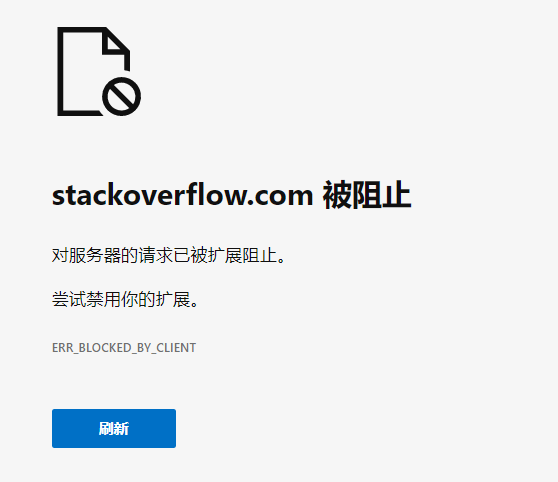 stackoverflow.com 被阻止
对服务器的请求已被扩展阻止。
尝试禁用你的扩展。
ERR_BLOCKED_BY_CLIENT
刷新